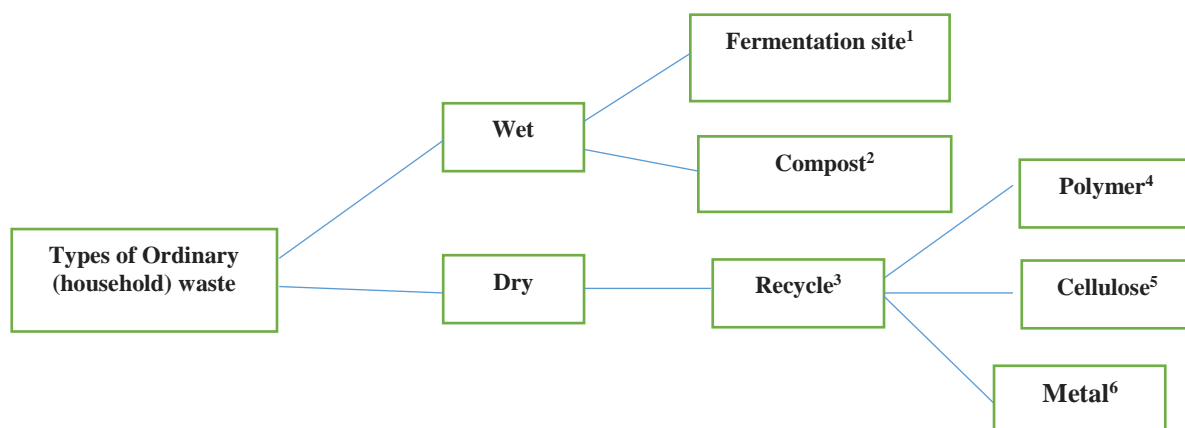 Fermentation site¹
Wet
Compost²
Polymer⁴
Types of Ordinary
(household) waste
Dry
Recycle³
Cellulose⁵
Metal⁶